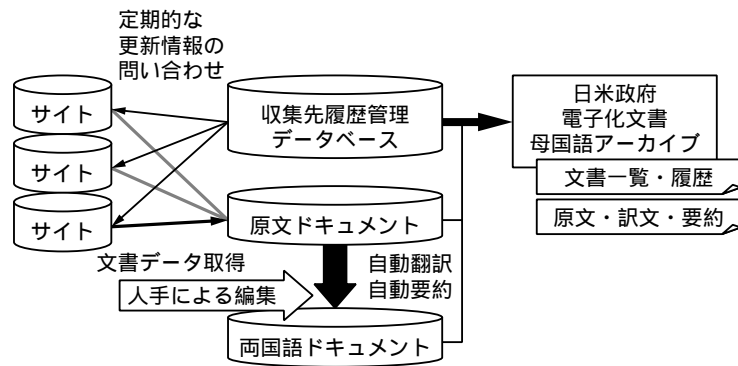 定期的な
更新情報の
問い合わせ
サイト
サイト
サイト
収集先履歴管理
データベース
原文ドキュメント
文書データ取得
人手による編集
自動翻訳
自動要約
両国語ドキュメント
日米政府
電子化文書
母国語アーカイブ
文書一覧・履歴
原文・訳文・要約